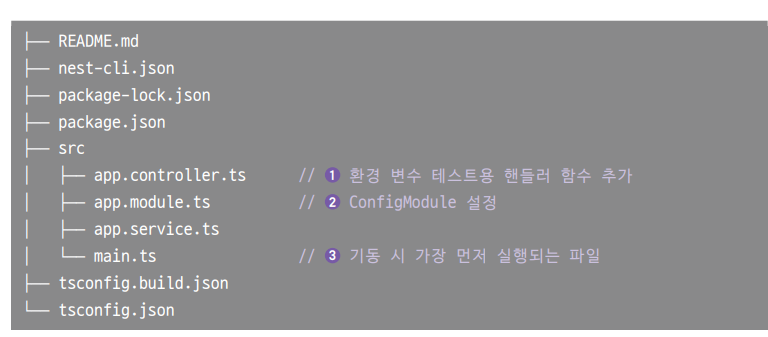 ├── README.md
├── nest-cli.json
├── package-lock.json
├── package.json
├── src
│   ├── app.controller.ts      // ❶ 환경 변수 테스트용 핸들러 함수 추가
│   ├── app.module.ts          // ❷ ConfigModule 설정
│   ├── app.service.ts
│   └── main.ts                // ❸ 기동 시 가장 먼저 실행되는 파일
├── tsconfig.build.json
└── tsconfig.json